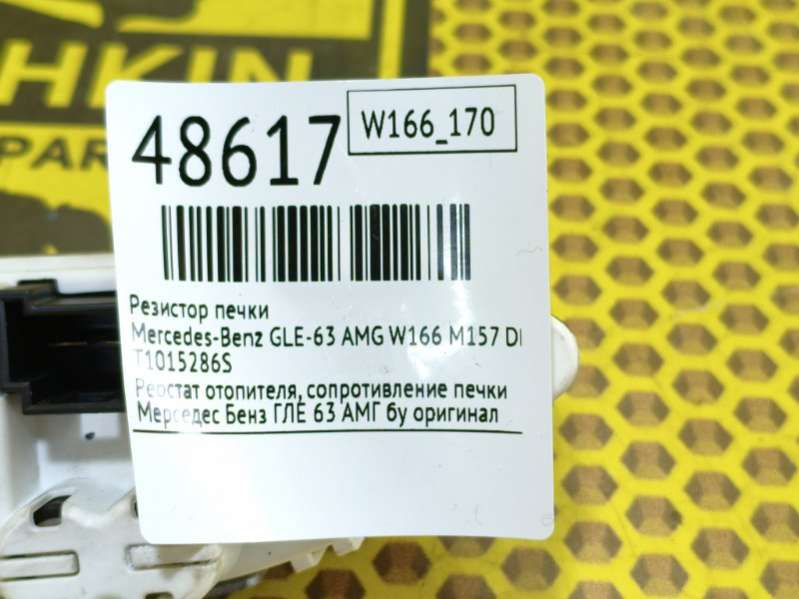 HKIN
PAR
48617
W166_170
Резистор печки
Mercedes-Benz GLE-63 AMG W166 M157 DI
T1015286S
Реостат отопителя, сопротивление печки
Мерседес Бенз ГЛЕ 63 АМГ бу оригинал